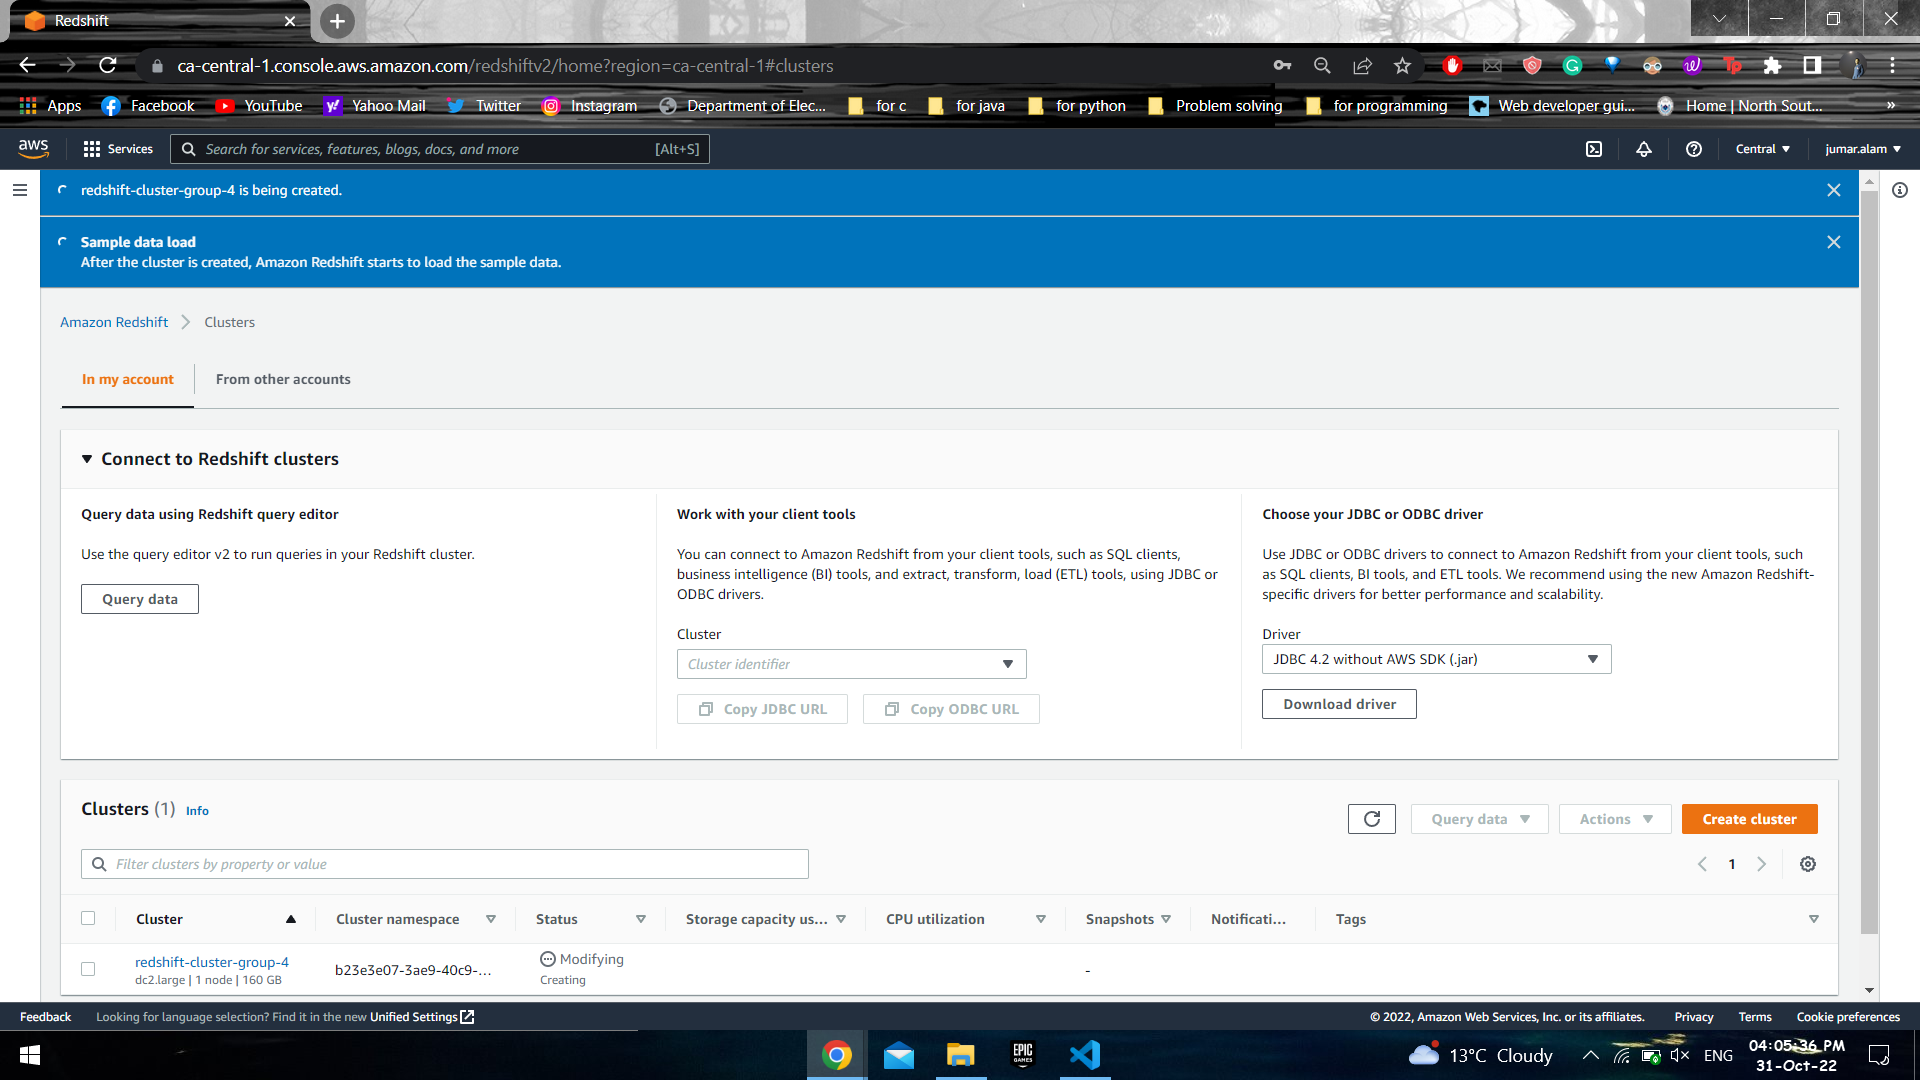 Redshift
ca-central-1.console.aws.amazon.com/redshiftv2/home?region=ca-central-1#clusters
Apps Facebook YouTube Yahoo Mail Twitter Instagram Department of Elec... for c for java for python Problem solving for programming Web developer gui... Home | North Sout... »
aws Services Search for services, features, blogs, docs, and more [Alt+S] Central jumar.alam
redshift-cluster-group-4 is being created.
Sample data load
After the cluster is created, Amazon Redshift starts to load the sample data.
Amazon Redshift Clusters
In my account From other accounts
Connect to Redshift clusters
Query data using Redshift query editor
Use the query editor v2 to run queries in your Redshift cluster.
Query data
Work with your client tools
You can connect to Amazon Redshift from your client tools, such as SQL clients,
business intelligence (BI) tools, and extract, transform, load (ETL) tools, using JDBC or
ODBC drivers.
Cluster
Cluster identifier
Copy JDBC URL Copy ODBC URL
Choose your JDBC or ODBC driver
Use JDBC or ODBC drivers to connect to Amazon Redshift from your client tools, such
as SQL clients, BI tools, and ETL tools. We recommend using the new Amazon Redshift-
specific drivers for better performance and scalability.
Driver
JDBC 4.2 without AWS SDK (.jar)
Download driver
Clusters (1) Info
Query data Actions Create cluster
Filter clusters by property or value
1
Cluster Cluster namespace Status Storage capacity us... CPU utilization Snapshots Notificati... Tags
redshift-cluster-group-4 b23e3e07-3ae9-40c9-... Modifying -
dc2.large | 1 node | 160 GB Creating
Feedback Looking for language selection? Find it in the new Unified Settings © 2022, Amazon Web Services, Inc. or its affiliates. Privacy Terms Cookie preferences
EPIC GAMES
13°C Cloudy ENG 04:05:36 PM
31-Oct-22